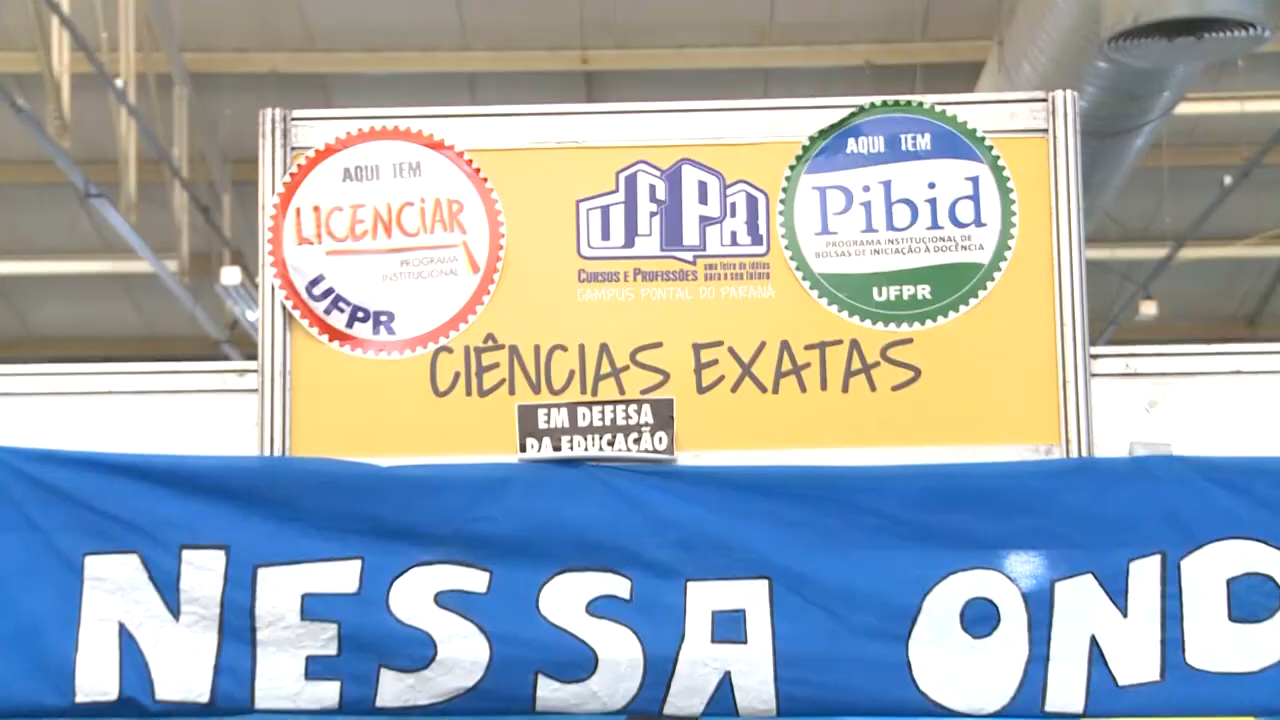 AQUI TEM
LICENCIAR
PROGRAMA
INSTITUCIONAL
UFPR
UFPR
CURSOS E PROFISSÕES
uma feira de idéias
para o seu futuro
CAMPUS PONTAL DO PARANÁ
AQUI TEM
Pibid
PROGRAMA INSTITUCIONAL DE
BOLSAS DE INICIAÇÃO À DOCÊNCIA
UFPR
CIÊNCIAS EXATAS
EM DEFESA
DA EDUCAÇÃO
NESSA OND